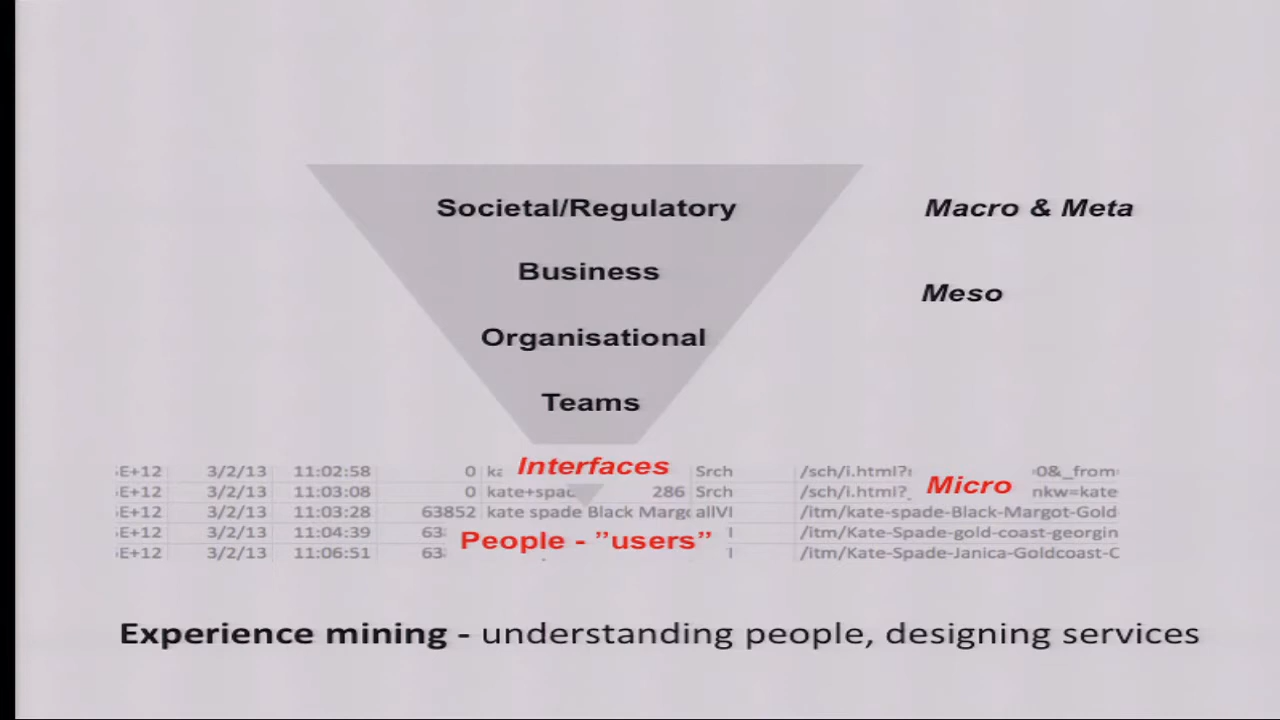 Societal/Regulatory
Macro & Meta
Business
Meso
Organisational
Teams
Interfaces
Micro
E+12 3/2/13 11:02:58 0 Srch /sch/i.html? 0&_from
E+12 3/2/13 11:03:08 0 286 Srch /sch/i.html?_ nkw=kate
E+12 3/2/13 11:03:28 63852 kate spade Black allVI /itm/kate-spade-Black-Margot-Gold
E+12 3/2/13 11:04:39 /itm/Kate-Spade-gold-coast-georgin
People - ”users”
E+12 3/2/13 11:06:51 /itm/Kate-Spade-Janica-Goldcoast-C
Experience mining - understanding people, designing services